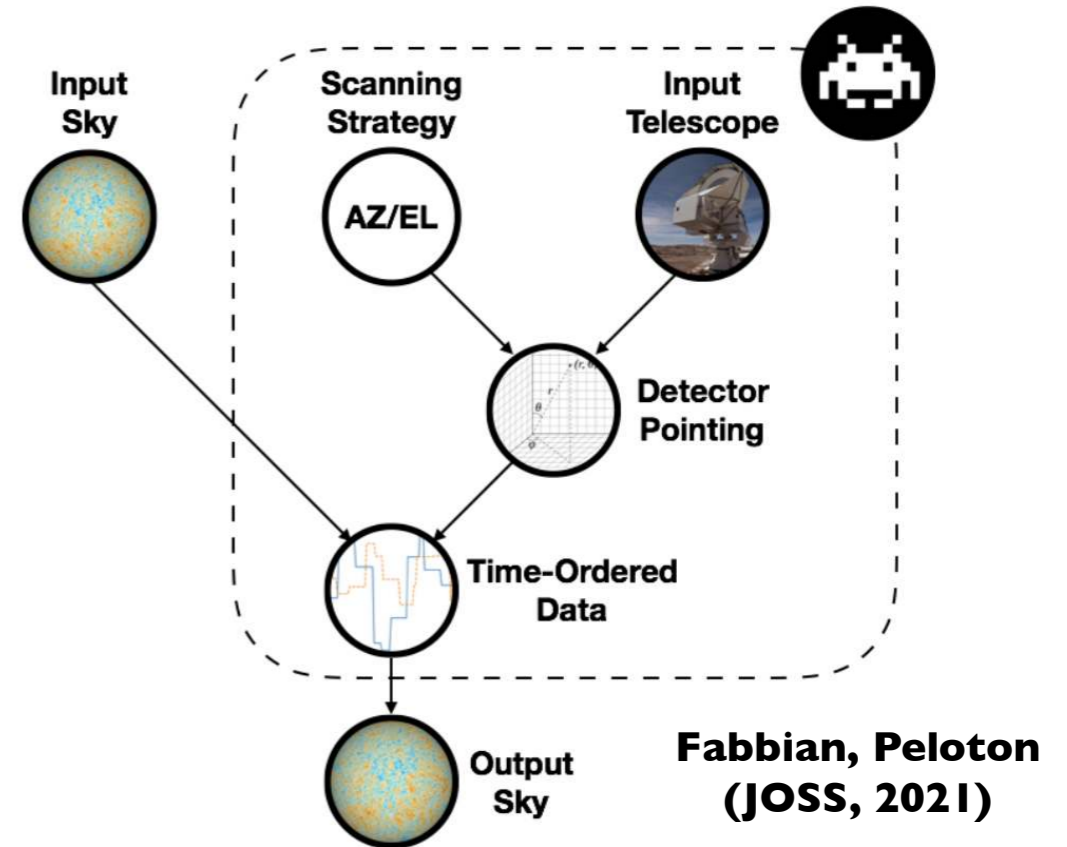 Input
Sky
Scanning
Strategy
Input
Telescope
AZ/EL
Detector
Pointing
Time-Ordered
Data
Output
Sky
Fabbian, Peloton
(JOSS, 2021)